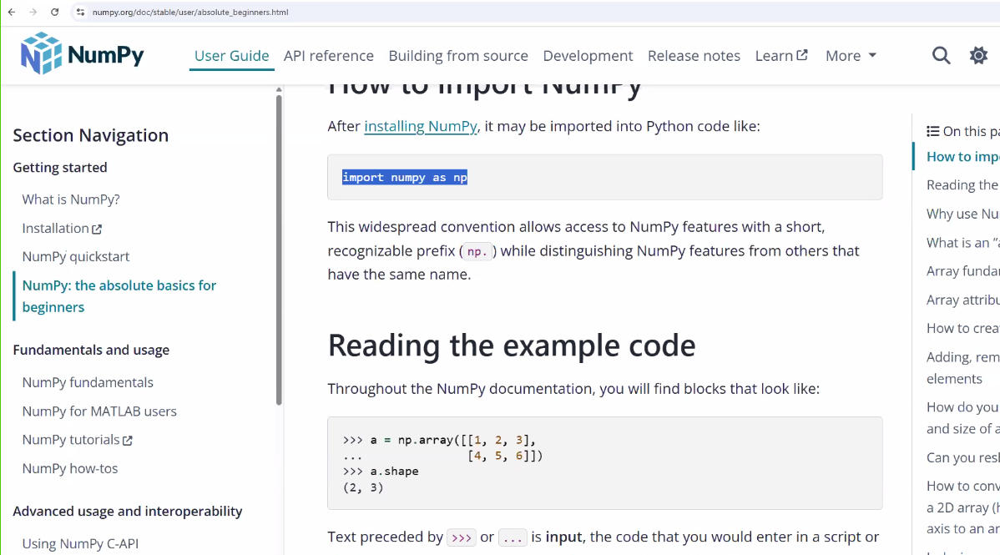 numpy.org/doc/stable/user/absolute_beginners.html
NumPy
User Guide
API reference
Building from source
Development
Release notes
Learn
More
Section Navigation
Getting started
What is NumPy?
Installation
NumPy quickstart
NumPy: the absolute basics for
beginners
Fundamentals and usage
NumPy fundamentals
NumPy for MATLAB users
NumPy tutorials
NumPy how-tos
Advanced usage and interoperability
Using NumPy C-API
How to import NumPy
After installing NumPy, it may be imported into Python code like:
import numpy as np
This widespread convention allows access to NumPy features with a short,
recognizable prefix (np.) while distinguishing NumPy features from others that
have the same name.
Reading the example code
Throughout the NumPy documentation, you will find blocks that look like:
>>> a = np.array([[1, 2, 3],
...               [4, 5, 6]])
>>> a.shape
(2, 3)
Text preceded by >>> or ... is input, the code that you would enter in a script or
On this pa
How to impo
Reading the
Why use Nu
What is an "a
Array fundar
Array attribu
How to creat
Adding, rem
elements
How do you
and size of a
Can you resh
How to conv
a 2D array (h
axis to an ar